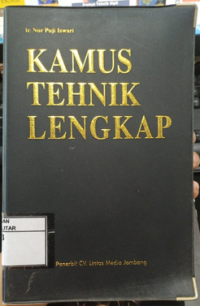 Ir. Nur Puji Iswari
KAMUS
TEHNIK
LENGKAP
Penerbit CV. Lintas Media Jombang